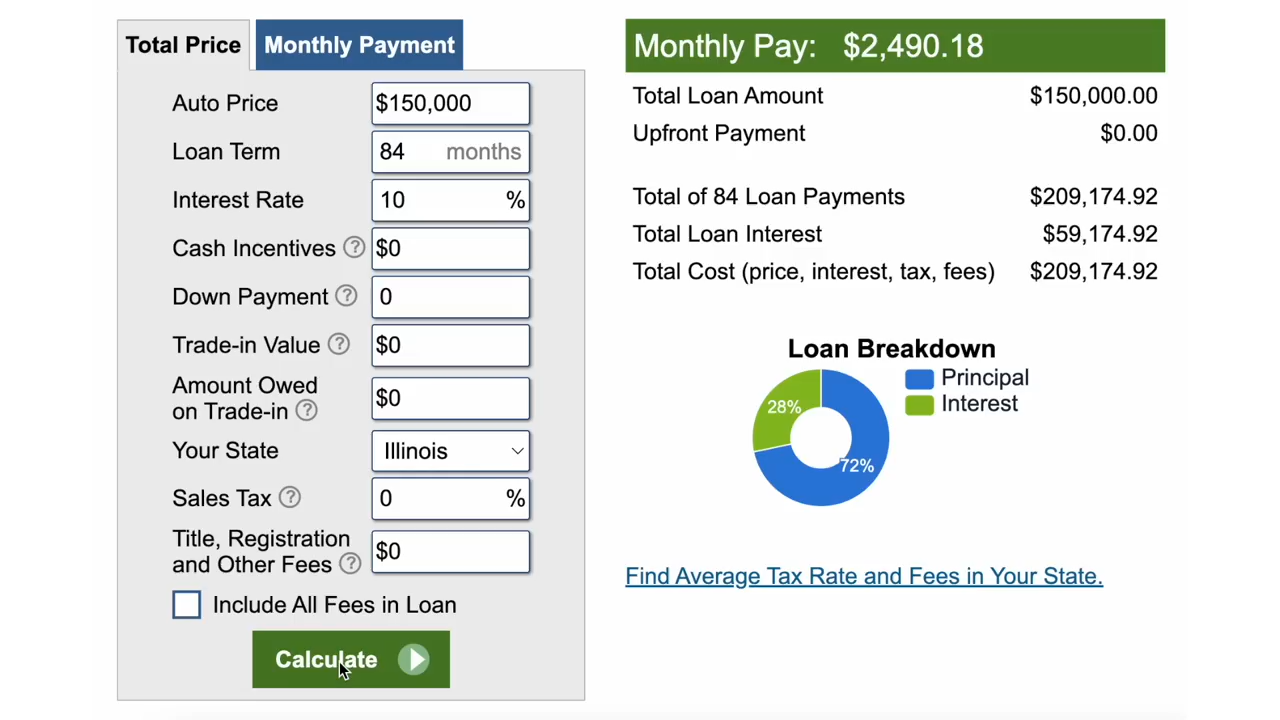 Total Price Monthly Payment
Auto Price $150,000
Loan Term 84 months
Interest Rate 10 %
Cash Incentives ? $0
Down Payment ? 0
Trade-in Value ? $0
Amount Owed
on Trade-in ? $0
Your State Illinois
Sales Tax ? 0 %
Title, Registration
and Other Fees ? $0
Include All Fees in Loan
Calculate
Monthly Pay: $2,490.18
Total Loan Amount $150,000.00
Upfront Payment $0.00
Total of 84 Loan Payments $209,174.92
Total Loan Interest $59,174.92
Total Cost (price, interest, tax, fees) $209,174.92
Loan Breakdown
Principal
Interest
28%
72%
Find Average Tax Rate and Fees in Your State.